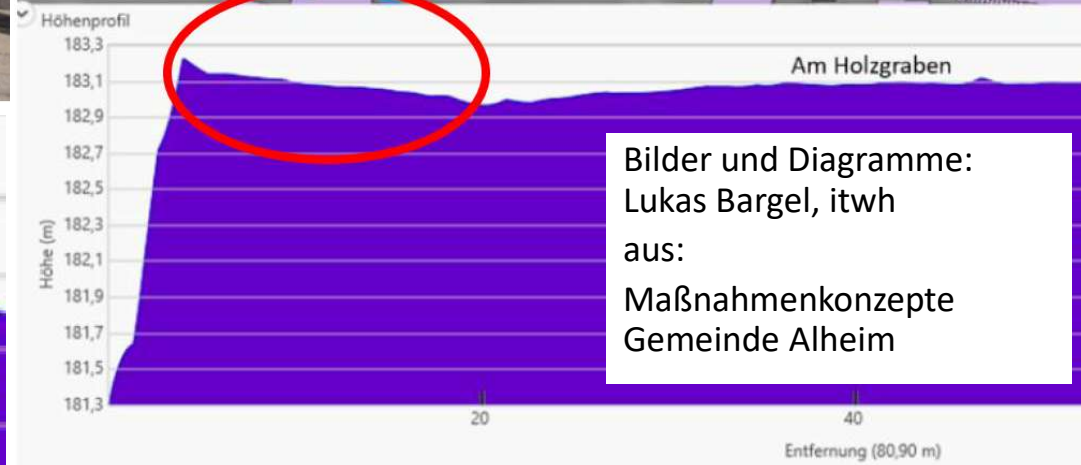 Höhenprofil
183,3
183,1
182,9
182,7
182,5
182,3
182,1
181,9
181,7
181,5
181,3
Höhe (m)
Am Holzgraben
Bilder und Diagramme:
Lukas Bargel, itwh
aus:
Maßnahmenkonzepte
Gemeinde Alheim
20
40
Entfernung (80,90 m)